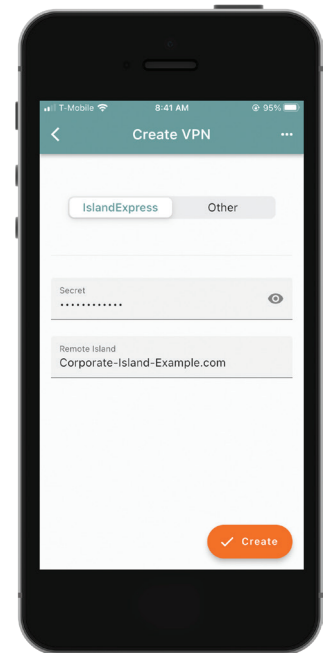 T-Mobile 8:41 AM 95%
Create VPN
IslandExpress Other
Secret
••••••••••••
Remote Island
Corporate-Island-Example.com
Create